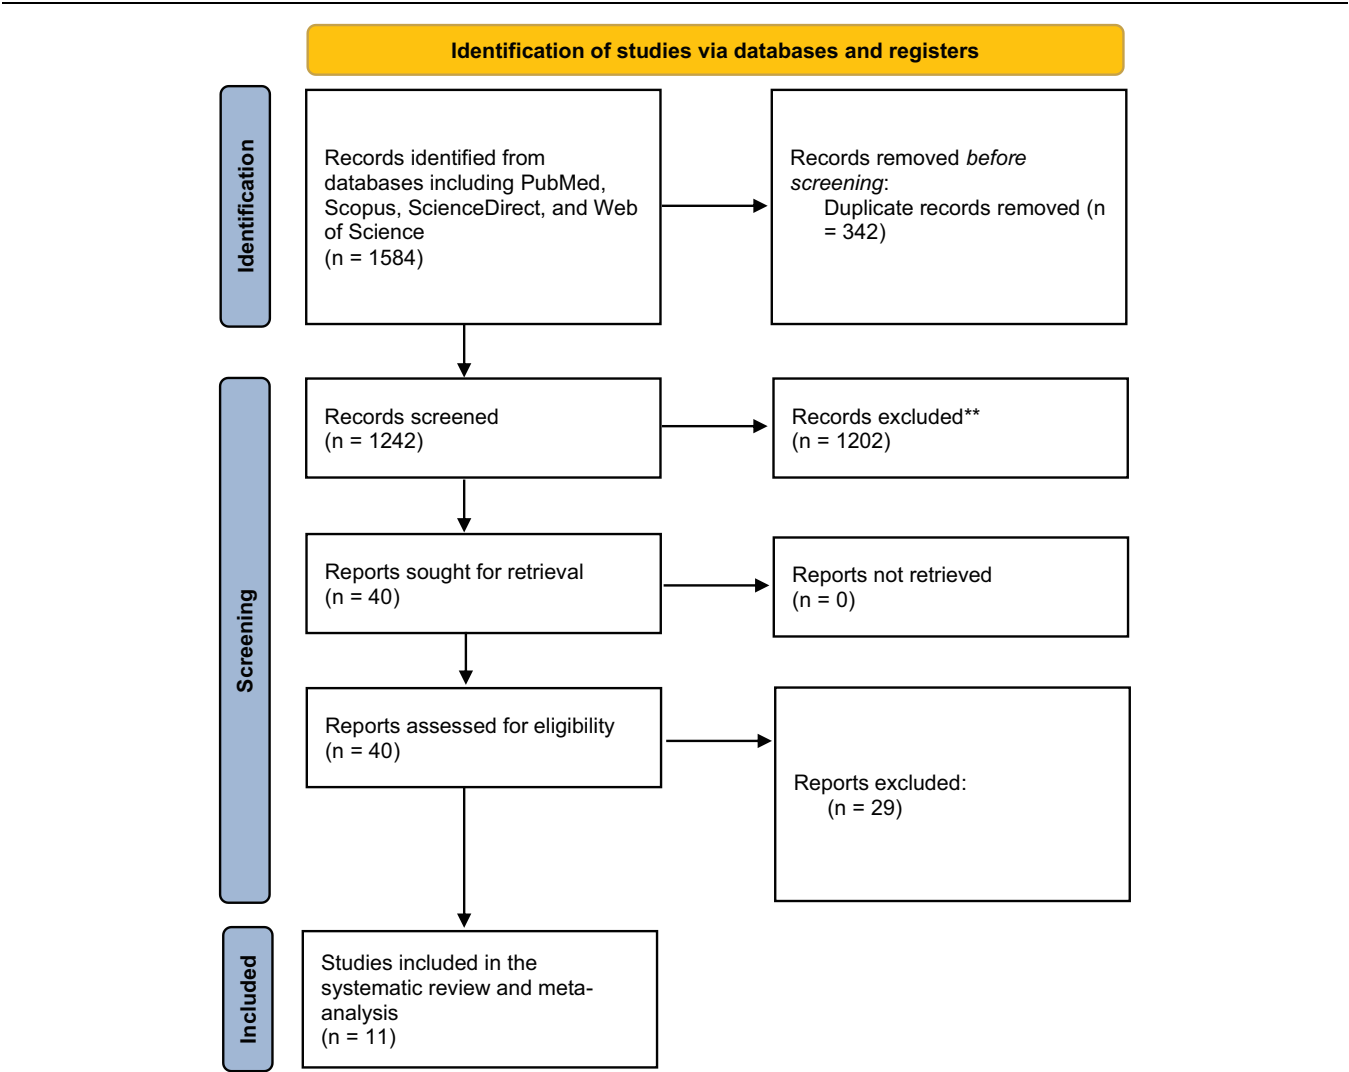 Identification of studies via databases and registers
Identification
Records identified from
databases including PubMed,
Scopus, ScienceDirect, and Web
of Science
(n = 1584)
Records removed before
screening:
Duplicate records removed (n
= 342)
Screening
Records screened
(n = 1242)
Records excluded**
(n = 1202)
Reports sought for retrieval
(n = 40)
Reports not retrieved
(n = 0)
Reports assessed for eligibility
(n = 40)
Reports excluded:
(n = 29)
Included
Studies included in the
systematic review and meta-
analysis
(n = 11)